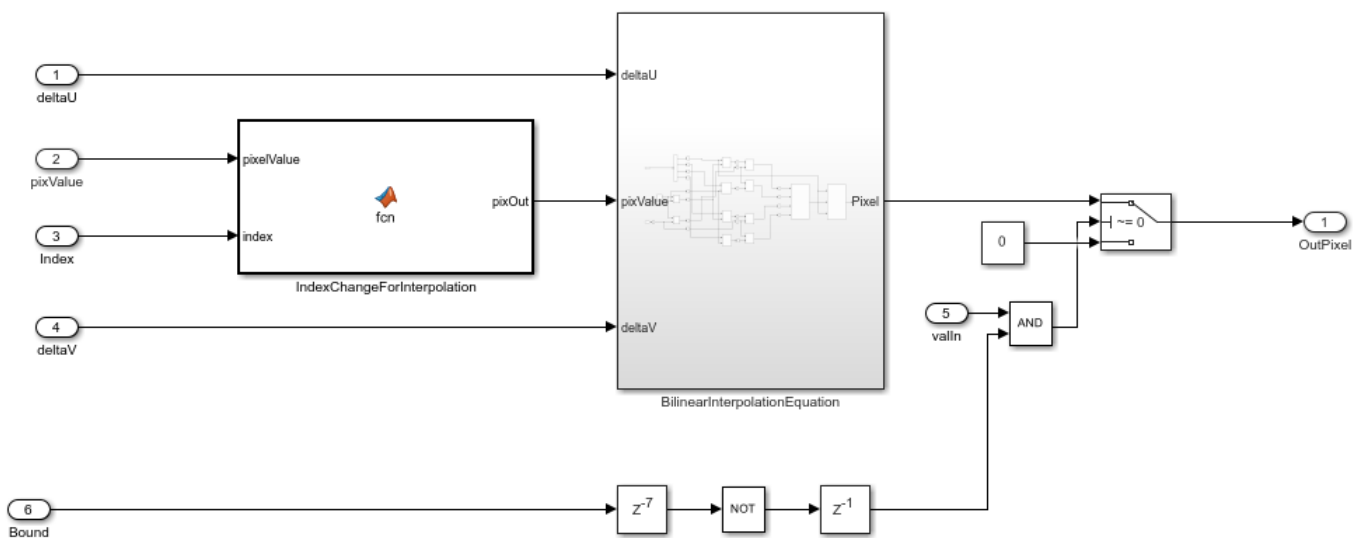 1
deltaU
deltaU
2
pixValue
pixelValue
fcn
pixOut
pixValue
Pixel
3
Index
index
IndexChangeForInterpolation
~= 0
0
1
OutPixel
4
deltaV
deltaV
5
valIn
AND
BilinearInterpolationEquation
6
Bound
Z-7
NOT
Z-1